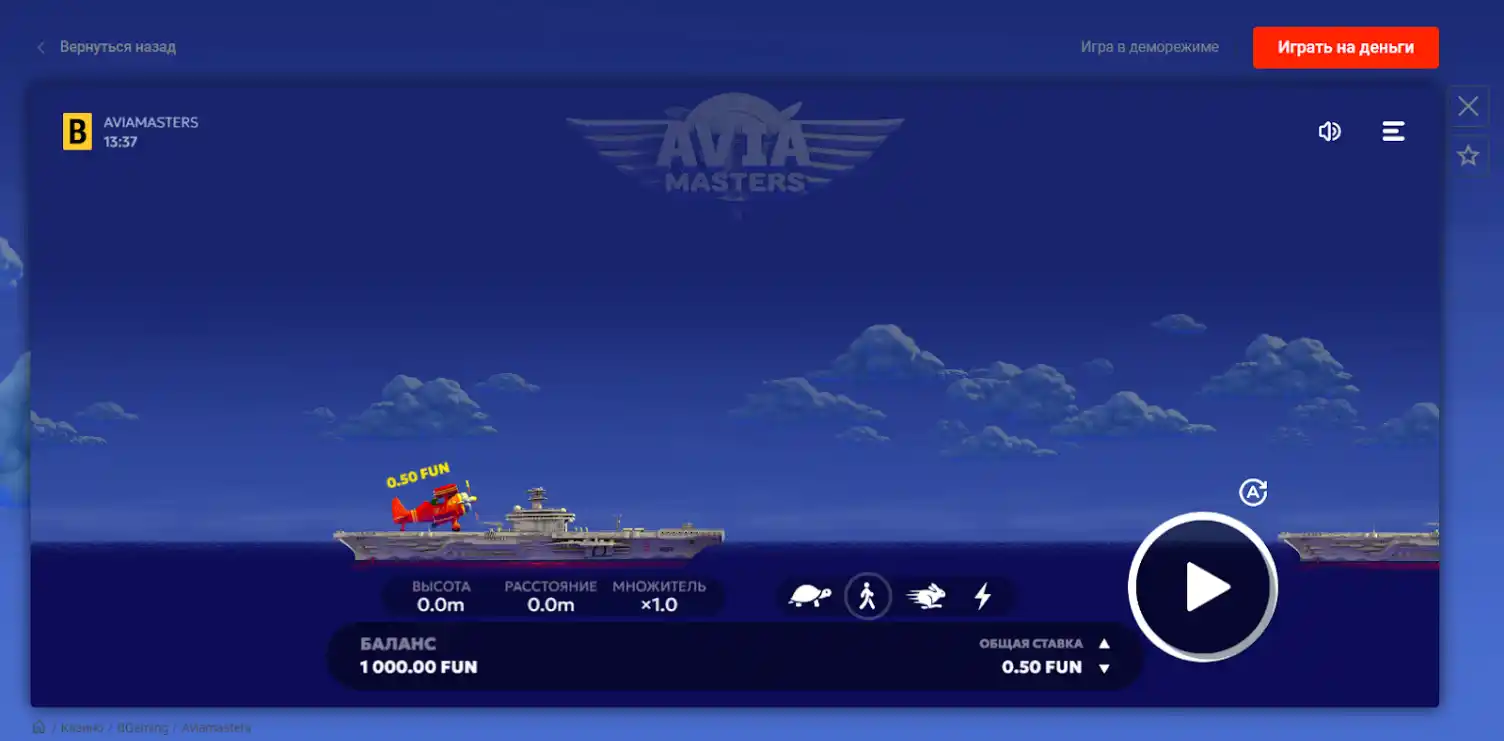 Вернуться назад
Игра в деморежиме
Играть на деньги
B
AVIAMASTERS
13:37
AVIA
MASTERS
0.50 FUN
A
ВЫСОТА
0.0m
РАССТОЯНИЕ
0.0m
МНОЖИТЕЛЬ
×1.0
БАЛАНС
1 000.00 FUN
ОБЩАЯ СТАВКА
0.50 FUN
/ Казино / BGaming / Aviamasters